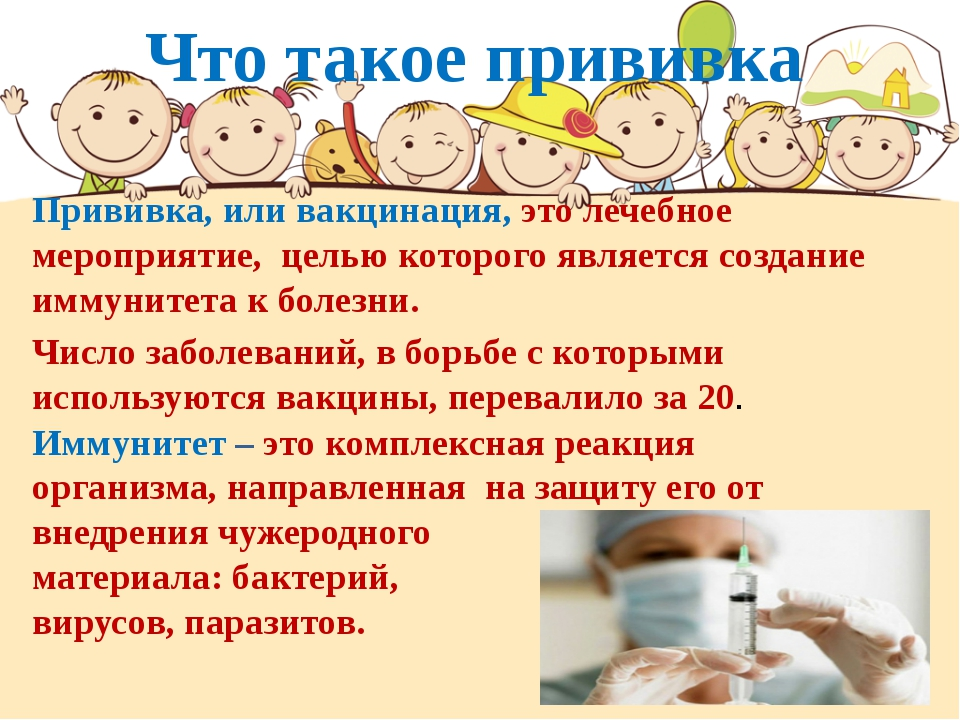 Что такое прививка
Прививка, или вакцинация, это лечебное
мероприятие,  целью которого является создание
иммунитета к болезни.
Число заболеваний, в борьбе с которыми
используются вакцины, перевалило за 20.
Иммунитет – это комплексная реакция
организма, направленная  на защиту его от
внедрения чужеродного
материала: бактерий,
вирусов, паразитов.